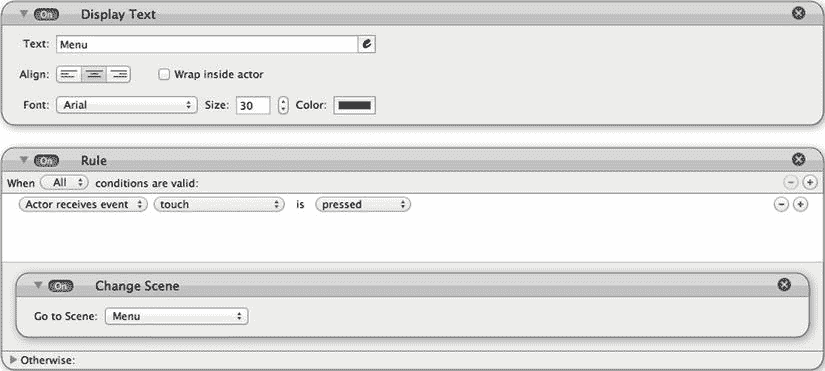 On Display Text
Text: Menu e
Align: Wrap inside actor
Font: Arial Size: 30 Color:
On Rule
When All conditions are valid:
Actor receives event touch is pressed
On Change Scene
Go to Scene: Menu
Otherwise: